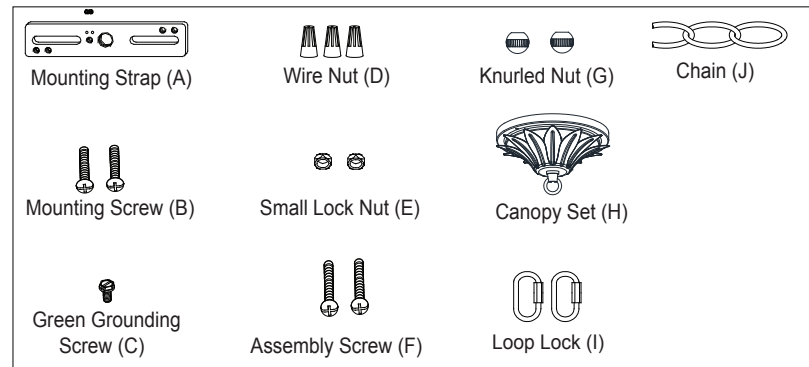 Mounting Strap (A)
Wire Nut (D)
Knurled Nut (G)
Chain (J)
Mounting Screw (B)
Small Lock Nut (E)
Canopy Set (H)
Green Grounding
Screw (C)
Assembly Screw (F)
Loop Lock (I)